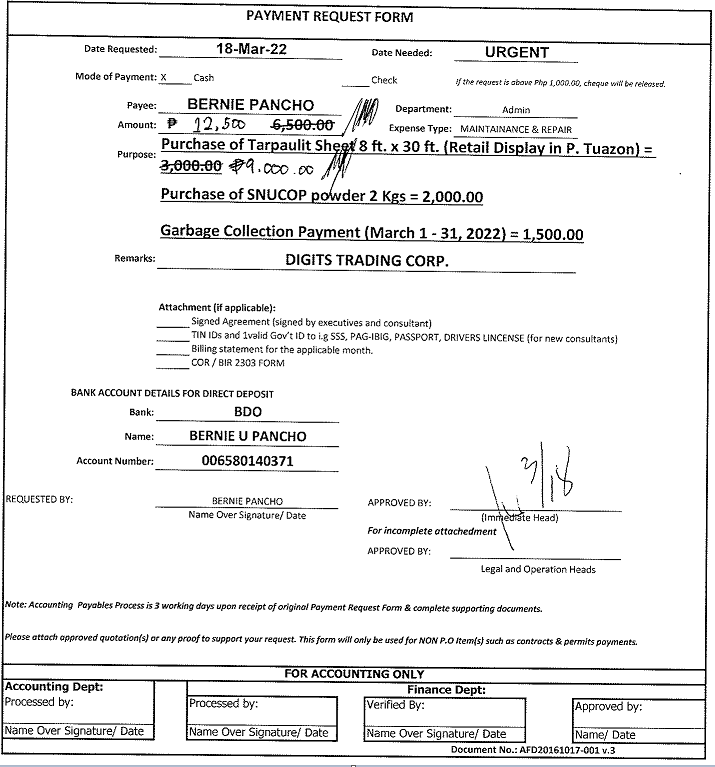 PAYMENT REQUEST FORM
Date Requested: 18-Mar-22 Date Needed: URGENT
Mode of Payment: X Cash Check If the request is above Php 1,000.00, cheque will be released.
Payee: BERNIE PANCHO Department: Admin
Amount: ₱ 12,500 6,500.00 Expense Type: MAINTAINANCE & REPAIR
Purpose: Purchase of Tarpaulit Sheet 8 ft. x 30 ft. (Retail Display in P. Tuazon) =
3,000.00 ₱9,000.00
Purchase of SNUCOP powder 2 Kgs = 2,000.00
Garbage Collection Payment (March 1 - 31, 2022) = 1,500.00
Remarks: DIGITS TRADING CORP.
Attachment (if applicable):
Signed Agreement (signed by executives and consultant)
TIN IDs and 1valid Gov't ID to i.g SSS, PAG-IBIG, PASSPORT, DRIVERS LINCENSE (for new consultants)
Billing statement for the applicable month.
COR / BIR 2303 FORM
BANK ACCOUNT DETAILS FOR DIRECT DEPOSIT
Bank: BDO
Name: BERNIE U PANCHO
Account Number: 006580140371
3/18
REQUESTED BY: BERNIE PANCHO APPROVED BY:
Name Over Signature/ Date (Immediate Head)
For incomplete attachedment
APPROVED BY:
Legal and Operation Heads
Note: Accounting Payables Process is 3 working days upon receipt of original Payment Request Form & complete supporting documents.
Please attach approved quotation(s) or any proof to support your request. This form will only be used for NON P.O Item(s) such as contracts & permits payments.
FOR ACCOUNTING ONLY
Accounting Dept: Finance Dept:
Processed by: Processed by: Verified By: Approved by:
Name Over Signature/ Date Name Over Signature/ Date Name Over Signature/ Date Name/ Date
Document No.: AFD20161017-001 v.3